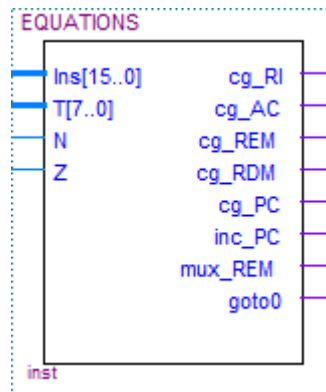 EQUATIONS
Ins[15..0] cg_RI
T[7..0] cg_AC
N cg_REM
Z cg_RDM
cg_PC
inc_PC
mux_REM
goto0
inst